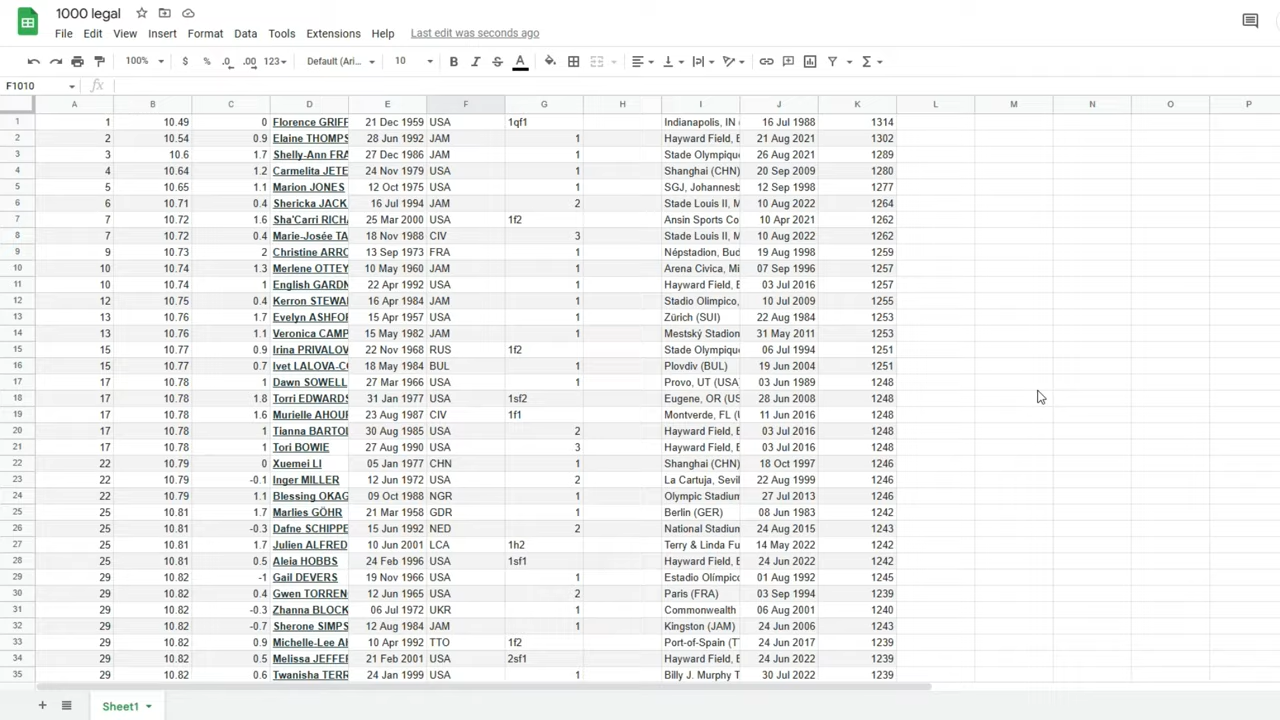 1000 legal
File Edit View Insert Format Data Tools Extensions Help Last edit was seconds ago
100% $ % .0 .00 123 Default (Ari... 10 B I S A
F1010 fx
A B C D E F G H I J K L M N O P
1 1 10.49 0 Florence GRIFF 21 Dec 1959 USA 1qf1 Indianapolis, IN ( 16 Jul 1988 1314
2 2 10.54 0.9 Elaine THOMPS 28 Jun 1992 JAM 1 Hayward Field, E 21 Aug 2021 1302
3 3 10.6 1.7 Shelly-Ann FRA 27 Dec 1986 JAM 1 Stade Olympique 26 Aug 2021 1289
4 4 10.64 1.2 Carmelita JETE 24 Nov 1979 USA 1 Shanghai (CHN) 20 Sep 2009 1280
5 5 10.65 1.1 Marion JONES 12 Oct 1975 USA 1 SGJ, Johannesb 12 Sep 1998 1277
6 6 10.71 0.4 Shericka JACK 16 Jul 1994 JAM 2 Stade Louis II, M 10 Aug 2022 1264
7 7 10.72 1.6 Sha'Carri RICH 25 Mar 2000 USA 1f2 Ansin Sports Co 10 Apr 2021 1262
8 7 10.72 0.4 Marie-Josée TA 18 Nov 1988 CIV 3 Stade Louis II, M 10 Aug 2022 1262
9 9 10.73 2 Christine ARRO 13 Sep 1973 FRA 1 Népstadion, Bud 19 Aug 1998 1259
10 10 10.74 1.3 Merlene OTTEY 10 May 1960 JAM 1 Arena Civica, Mi 07 Sep 1996 1257
11 10 10.74 1 English GARDN 22 Apr 1992 USA 1 Hayward Field, E 03 Jul 2016 1257
12 12 10.75 0.4 Kerron STEWA 16 Apr 1984 JAM 1 Stadio Olimpico, 10 Jul 2009 1255
13 13 10.76 1.7 Evelyn ASHFOR 15 Apr 1957 USA 1 Zürich (SUI) 22 Aug 1984 1253
14 13 10.76 1.1 Veronica CAMP 15 May 1982 JAM 1 Mestský Stadion 31 May 2011 1253
15 15 10.77 0.9 Irina PRIVALOV 22 Nov 1968 RUS 1f2 Stade Olympique 06 Jul 1994 1251
16 15 10.77 0.7 Ivet LALOVA-C 18 May 1984 BUL 1 Plovdiv (BUL) 19 Jun 2004 1251
17 17 10.78 1 Dawn SOWELL 27 Mar 1966 USA 1 Provo, UT (USA 03 Jun 1989 1248
18 17 10.78 1.8 Torri EDWARDS 31 Jan 1977 USA 1sf2 Eugene, OR (US 28 Jun 2008 1248
19 17 10.78 1.6 Murielle AHOUR 23 Aug 1987 CIV 1f1 Montverde, FL (U 11 Jun 2016 1248
20 17 10.78 1 Tianna BARTOL 30 Aug 1985 USA 2 Hayward Field, E 03 Jul 2016 1248
21 17 10.78 1 Tori BOWIE 27 Aug 1990 USA 3 Hayward Field, E 03 Jul 2016 1248
22 22 10.79 0 Xuemei LI 05 Jan 1977 CHN 1 Shanghai (CHN) 18 Oct 1997 1246
23 22 10.79 -0.1 Inger MILLER 12 Jun 1972 USA 2 La Cartuja, Sevil 22 Aug 1999 1246
24 22 10.79 1.1 Blessing OKAG 09 Oct 1988 NGR 1 Olympic Stadium 27 Jul 2013 1246
25 25 10.81 1.7 Marlies GÖHR 21 Mar 1958 GDR 1 Berlin (GER) 08 Jun 1983 1242
26 25 10.81 -0.3 Dafne SCHIPPE 15 Jun 1992 NED 2 National Stadium 24 Aug 2015 1243
27 25 10.81 1.7 Julien ALFRED 10 Jun 2001 LCA 1h2 Terry & Linda Fu 14 May 2022 1242
28 25 10.81 0.5 Aleia HOBBS 24 Feb 1996 USA 1sf1 Hayward Field, E 24 Jun 2022 1242
29 29 10.82 -1 Gail DEVERS 19 Nov 1966 USA 1 Estadio Olímpico 01 Aug 1992 1245
30 29 10.82 0.4 Gwen TORREN 12 Jun 1965 USA 2 Paris (FRA) 03 Sep 1994 1239
31 29 10.82 -0.3 Zhanna BLOCK 06 Jul 1972 UKR 1 Commonwealth 06 Aug 2001 1240
32 29 10.82 -0.7 Sherone SIMPS 12 Aug 1984 JAM 1 Kingston (JAM) 24 Jun 2006 1243
33 29 10.82 0.9 Michelle-Lee AI 10 Apr 1992 TTO 1f2 Port-of-Spain (T 24 Jun 2017 1239
34 29 10.82 0.5 Melissa JEFFEI 21 Feb 2001 USA 2sf1 Hayward Field, E 24 Jun 2022 1239
35 29 10.82 0.6 Twanisha TERR 24 Jan 1999 USA 1 Billy J. Murphy T 30 Jul 2022 1239
Sheet1